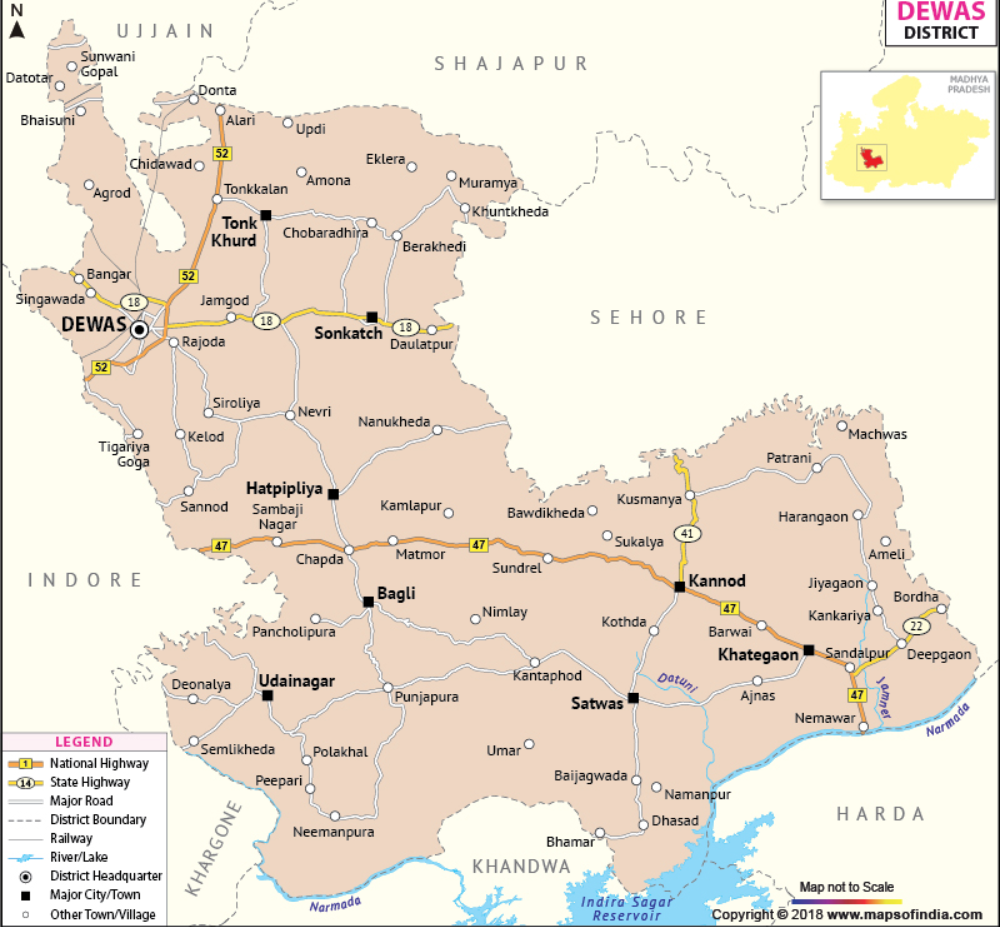 N
UJJAIN
SHAJAPUR
DEWAS
DISTRICT
MADHYA
PRADESH
Sunwani
Gopal
Datotar
Bhaisuni
Donta
Alari
Updi
52
Chidawad
Eklera
Amona
Muramya
Agrod
Tonkkalan
Khuntkheda
Tonk
Khurd
Chobaradhira
Berakhedi
Bangar
52
Singawada
18
Jamgod
18
18
SEHORE
DEWAS
Sonkatch
Daulatpur
Rajoda
52
Siroliya
Nevri
Nanukheda
Kelod
Tigariya
Goga
Machwas
Patrani
Hatpipliya
Sannod
Sambaji
Nagar
Kamlapur
Bawdikheda
Kusmanya
Harangaon
41
Sukalya
47
Chapda
Matmor
47
Sundrel
Ameli
INDORE
Kannod
Jiyagaon
Bordha
Bagli
47
Kankariya
22
Nimlay
Kothda
Barwai
Pancholipura
Khategaon
Sandalpur
Deepgaon
Kantaphod
Datuni
Deonalya
Udainagar
Punjapura
Satwas
Ajnas
47
Jamner
Nemawar
Narmada
Semlikheda
Polakhal
Umar
Peepari
Baijagwada
Namanpur
Neemanpura
Dhasad
Bhamar
HARDA
KHARGONE
KHANDWA
Narmada
Indira Sagar
Reservoir
LEGEND
1 National Highway
14 State Highway
Major Road
District Boundary
Railway
River/Lake
District Headquarter
Major City/Town
Other Town/Village
Map not to Scale
Copyright © 2018 www.mapsofindia.com